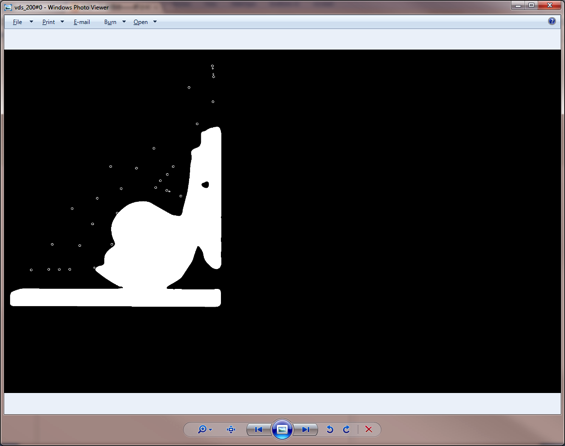 vds_200#0 - Windows Photo Viewer
File Print E-mail Burn Open